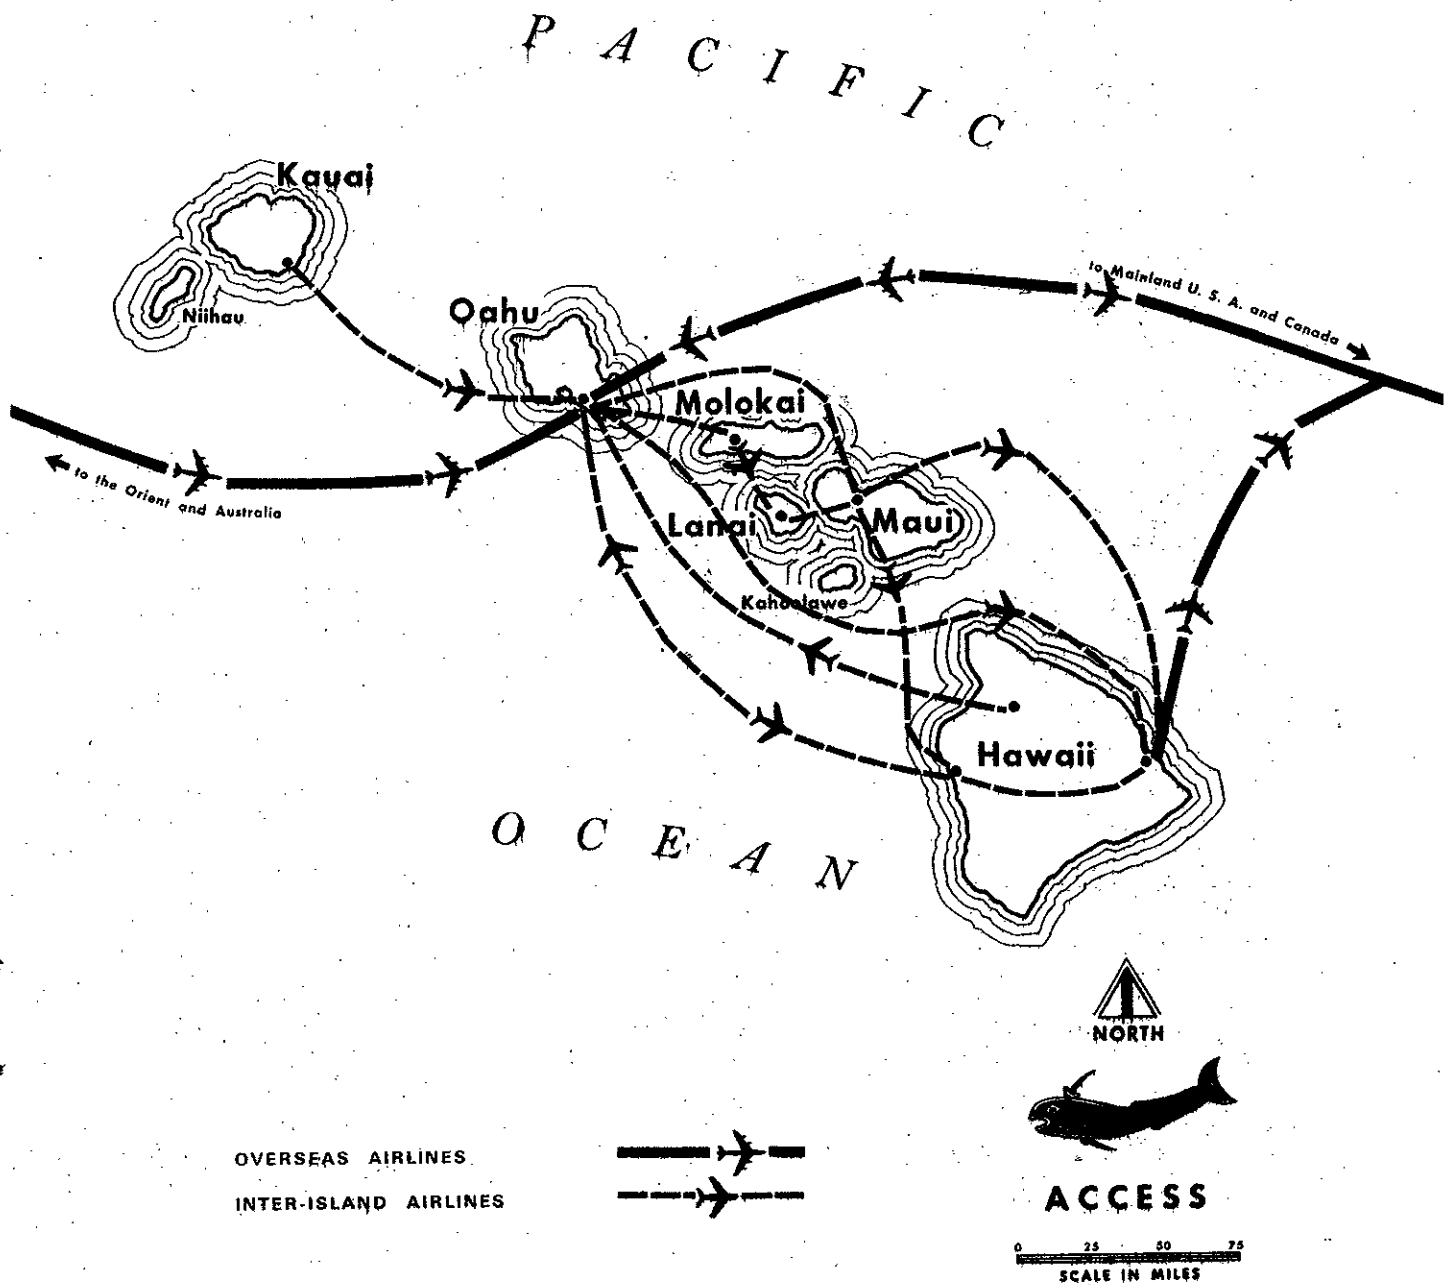 PACIFIC
Kauai
to Mainland U. S. A. and Canada
Oahu
Niihau
Molokai
to the Orient and Australia
Lanai
Maui
Kahoolawe
Hawaii
OCEAN
NORTH
OVERSEAS AIRLINES
INTER-ISLAND AIRLINES
ACCESS
0 25 50 75
SCALE IN MILES